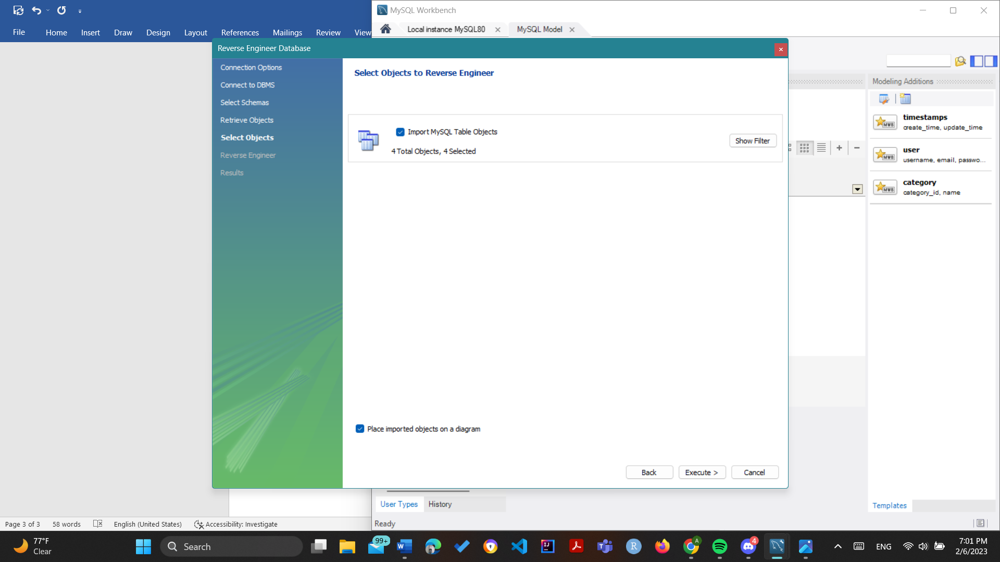 File Home Insert Draw Design Layout References Mailings Review View
MySQL Workbench
Local instance MySQL80 MySQL Model
Reverse Engineer Database
Connection Options
Connect to DBMS
Select Schemas
Retrieve Objects
Select Objects
Reverse Engineer
Results
Select Objects to Reverse Engineer
Import MySQL Table Objects
4 Total Objects, 4 Selected
Show Filter
Place imported objects on a diagram
Back Execute > Cancel
Modeling Additions
MWB
timestamps
create_time, update_time
MWB
user
username, email, passwo...
MWB
category
category_id, name
Templates
User Types History
Ready
Page 3 of 3 58 words English (United States) Accessibility: Investigate
77°F
Clear
Search
99+
W
IJ
R
A
4
ENG
7:01 PM
2/6/2023